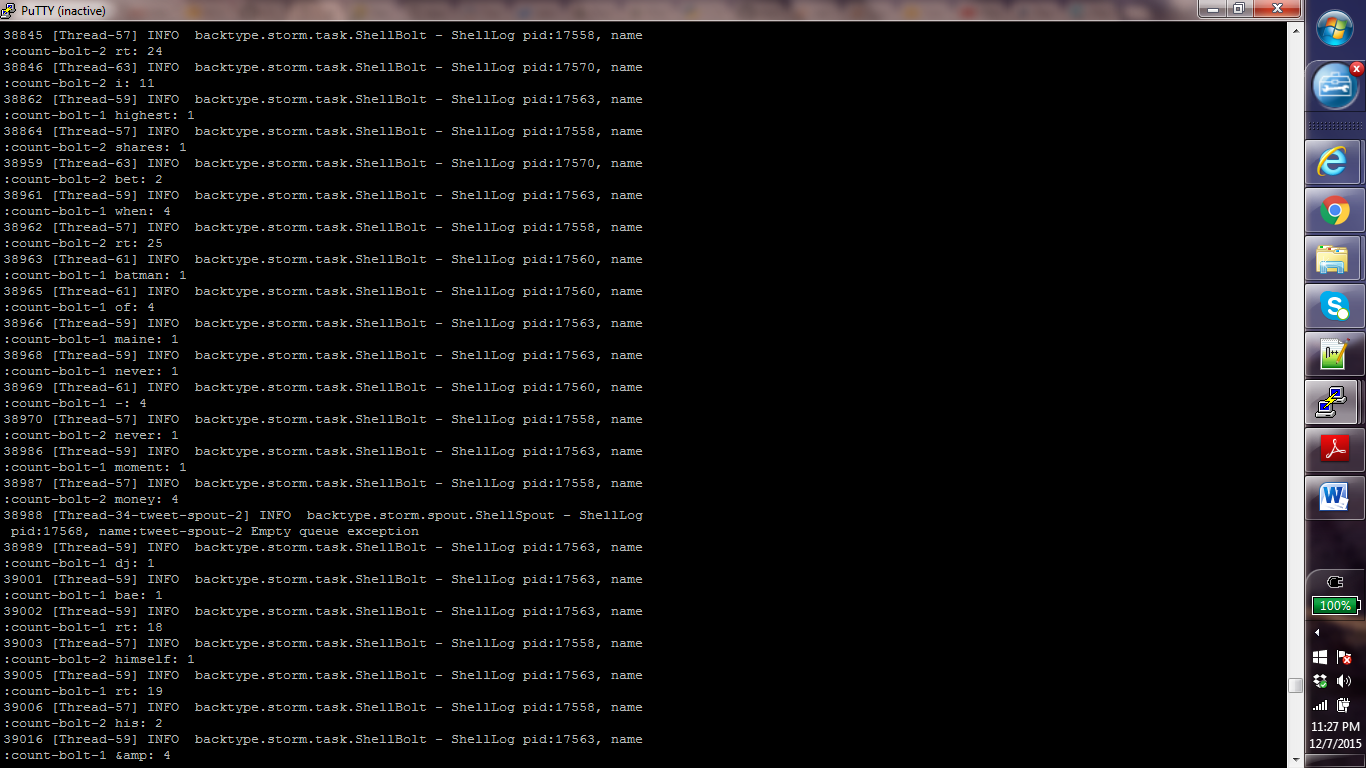 PuTTY (inactive)
38845 [Thread-57] INFO  backtype.storm.task.ShellBolt - ShellLog pid:17558, name
:count-bolt-2 rt: 24
38846 [Thread-63] INFO  backtype.storm.task.ShellBolt - ShellLog pid:17570, name
:count-bolt-2 i: 11
38862 [Thread-59] INFO  backtype.storm.task.ShellBolt - ShellLog pid:17563, name
:count-bolt-1 highest: 1
38864 [Thread-57] INFO  backtype.storm.task.ShellBolt - ShellLog pid:17558, name
:count-bolt-2 shares: 1
38959 [Thread-63] INFO  backtype.storm.task.ShellBolt - ShellLog pid:17570, name
:count-bolt-2 bet: 2
38961 [Thread-59] INFO  backtype.storm.task.ShellBolt - ShellLog pid:17563, name
:count-bolt-1 when: 4
38962 [Thread-57] INFO  backtype.storm.task.ShellBolt - ShellLog pid:17558, name
:count-bolt-2 rt: 25
38963 [Thread-61] INFO  backtype.storm.task.ShellBolt - ShellLog pid:17560, name
:count-bolt-1 batman: 1
38965 [Thread-61] INFO  backtype.storm.task.ShellBolt - ShellLog pid:17560, name
:count-bolt-1 of: 4
38966 [Thread-59] INFO  backtype.storm.task.ShellBolt - ShellLog pid:17563, name
:count-bolt-1 maine: 1
38968 [Thread-59] INFO  backtype.storm.task.ShellBolt - ShellLog pid:17563, name
:count-bolt-1 never: 1
38969 [Thread-61] INFO  backtype.storm.task.ShellBolt - ShellLog pid:17560, name
:count-bolt-1 -: 4
38970 [Thread-57] INFO  backtype.storm.task.ShellBolt - ShellLog pid:17558, name
:count-bolt-2 never: 1
38986 [Thread-59] INFO  backtype.storm.task.ShellBolt - ShellLog pid:17563, name
:count-bolt-1 moment: 1
38987 [Thread-57] INFO  backtype.storm.task.ShellBolt - ShellLog pid:17558, name
:count-bolt-2 money: 4
38988 [Thread-34-tweet-spout-2] INFO  backtype.storm.spout.ShellSpout - ShellLog
 pid:17568, name:tweet-spout-2 Empty queue exception
38989 [Thread-59] INFO  backtype.storm.task.ShellBolt - ShellLog pid:17563, name
:count-bolt-1 dj: 1
39001 [Thread-59] INFO  backtype.storm.task.ShellBolt - ShellLog pid:17563, name
:count-bolt-1 bae: 1
39002 [Thread-59] INFO  backtype.storm.task.ShellBolt - ShellLog pid:17563, name
:count-bolt-1 rt: 18
39003 [Thread-57] INFO  backtype.storm.task.ShellBolt - ShellLog pid:17558, name
:count-bolt-2 himself: 1
39005 [Thread-59] INFO  backtype.storm.task.ShellBolt - ShellLog pid:17563, name
:count-bolt-1 rt: 19
39006 [Thread-57] INFO  backtype.storm.task.ShellBolt - ShellLog pid:17558, name
:count-bolt-2 his: 2
39016 [Thread-59] INFO  backtype.storm.task.ShellBolt - ShellLog pid:17563, name
:count-bolt-1 &amp: 4
100%
11:27 PM
12/7/2015